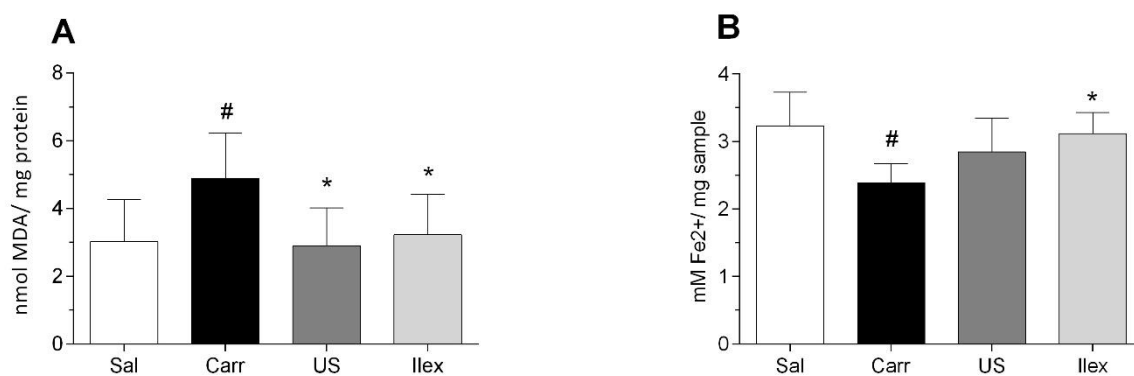 A
nmol MDA/ mg protein
8
6
4
2
0
#
*
*
Sal Carr US Ilex
B
mM Fe2+/ mg sample
4
3
2
1
0
#
*
Sal Carr US Ilex